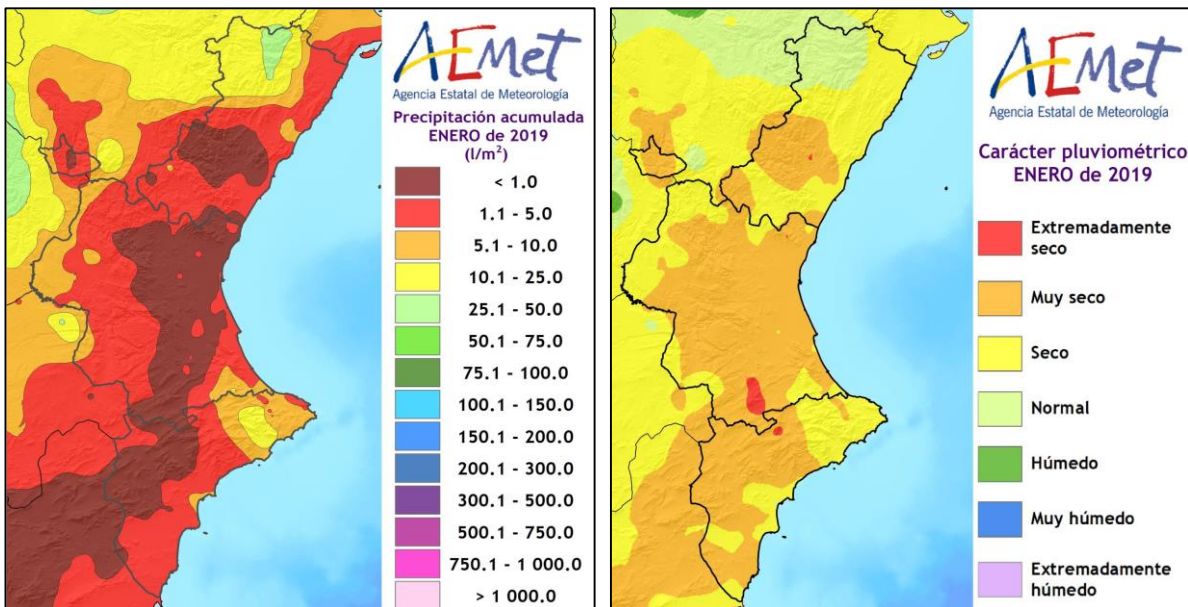 AEMet
Agencia Estatal de Meteorología
Precipitación acumulada
ENERO de 2019
(l/m²)
< 1.0
1.1 - 5.0
5.1 - 10.0
10.1 - 25.0
25.1 - 50.0
50.1 - 75.0
75.1 - 100.0
100.1 - 150.0
150.1 - 200.0
200.1 - 300.0
300.1 - 500.0
500.1 - 750.0
750.1 - 1 000.0
> 1 000.0
AEMet
Agencia Estatal de Meteorología
Carácter pluviométrico
ENERO de 2019
Extremadamente
seco
Muy seco
Seco
Normal
Húmedo
Muy húmedo
Extremadamente
húmedo